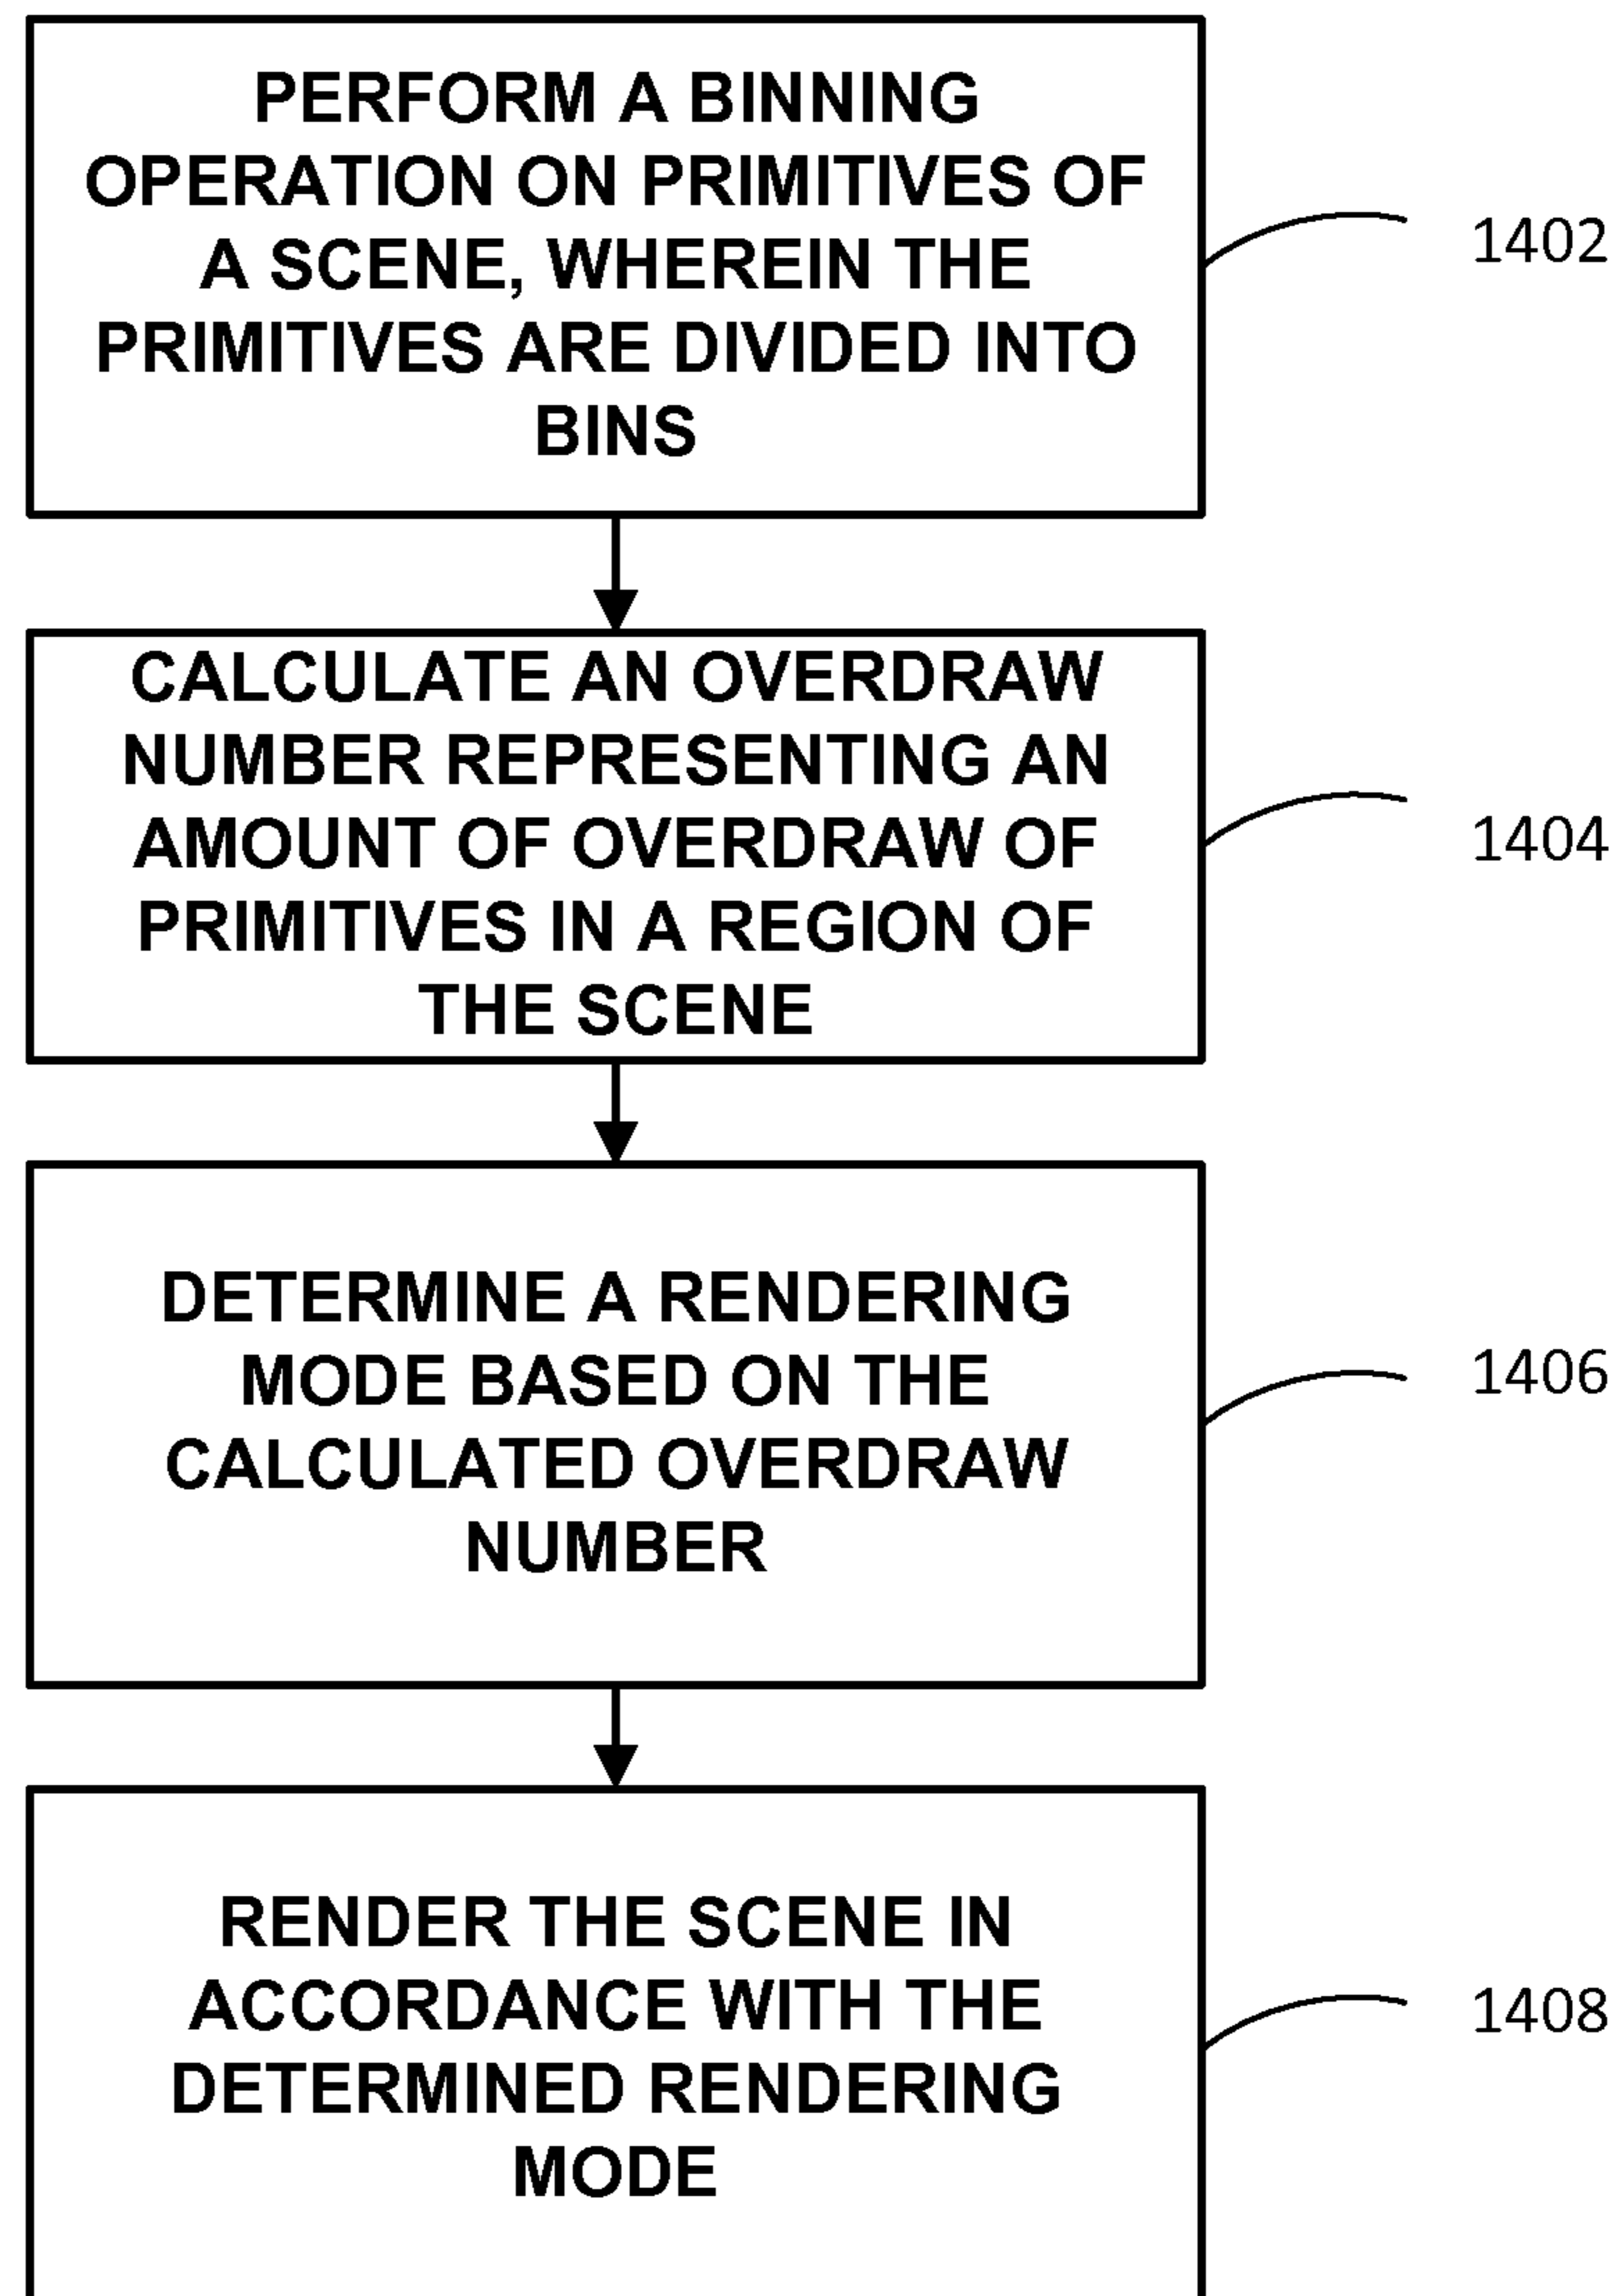 PERFORM A BINNING
OPERATION ON PRIMITIVES OF
A SCENE, WHEREIN THE
PRIMITIVES ARE DIVIDED INTO
BINS
1402
CALCULATE AN OVERDRAW
NUMBER REPRESENTING AN
AMOUNT OF OVERDRAW OF
PRIMITIVES IN A REGION OF
THE SCENE
1404
DETERMINE A RENDERING
MODE BASED ON THE
CALCULATED OVERDRAW
NUMBER
1406
RENDER THE SCENE IN
ACCORDANCE WITH THE
DETERMINED RENDERING
MODE
1408